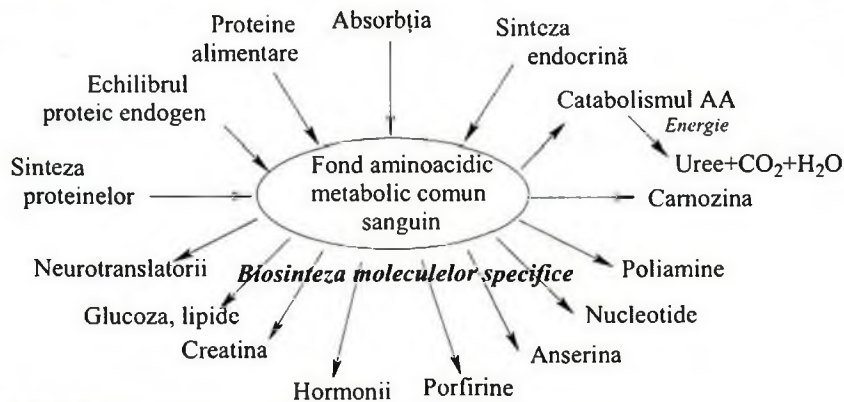 Proteine
alimentare
Absorbția
Sinteza
endocrină
Echilibrul
proteic endogen
Catabolismul AA
Energie
Uree+CO₂+H₂O
Sinteza
proteinelor
Fond aminoacidic
metabolic comun
sanguin
Carnozina
Neurotranslatorii
Biosinteza moleculelor specifice
Poliamine
Glucoza, lipide
Nucleotide
Creatina
Anserina
Hormonii
Porfirine